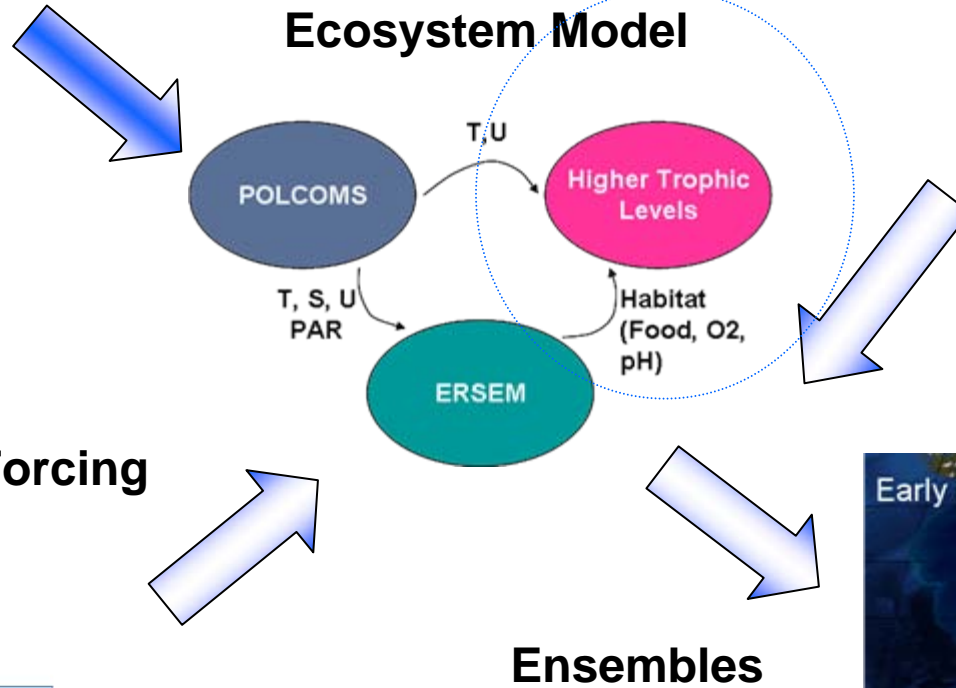 Ecosystem Model
T,U
POLCOMS
Higher Trophic
Levels
T, S, U
PAR
Habitat
(Food, O2,
pH)
ERSEM
orcing
Early
Ensembles